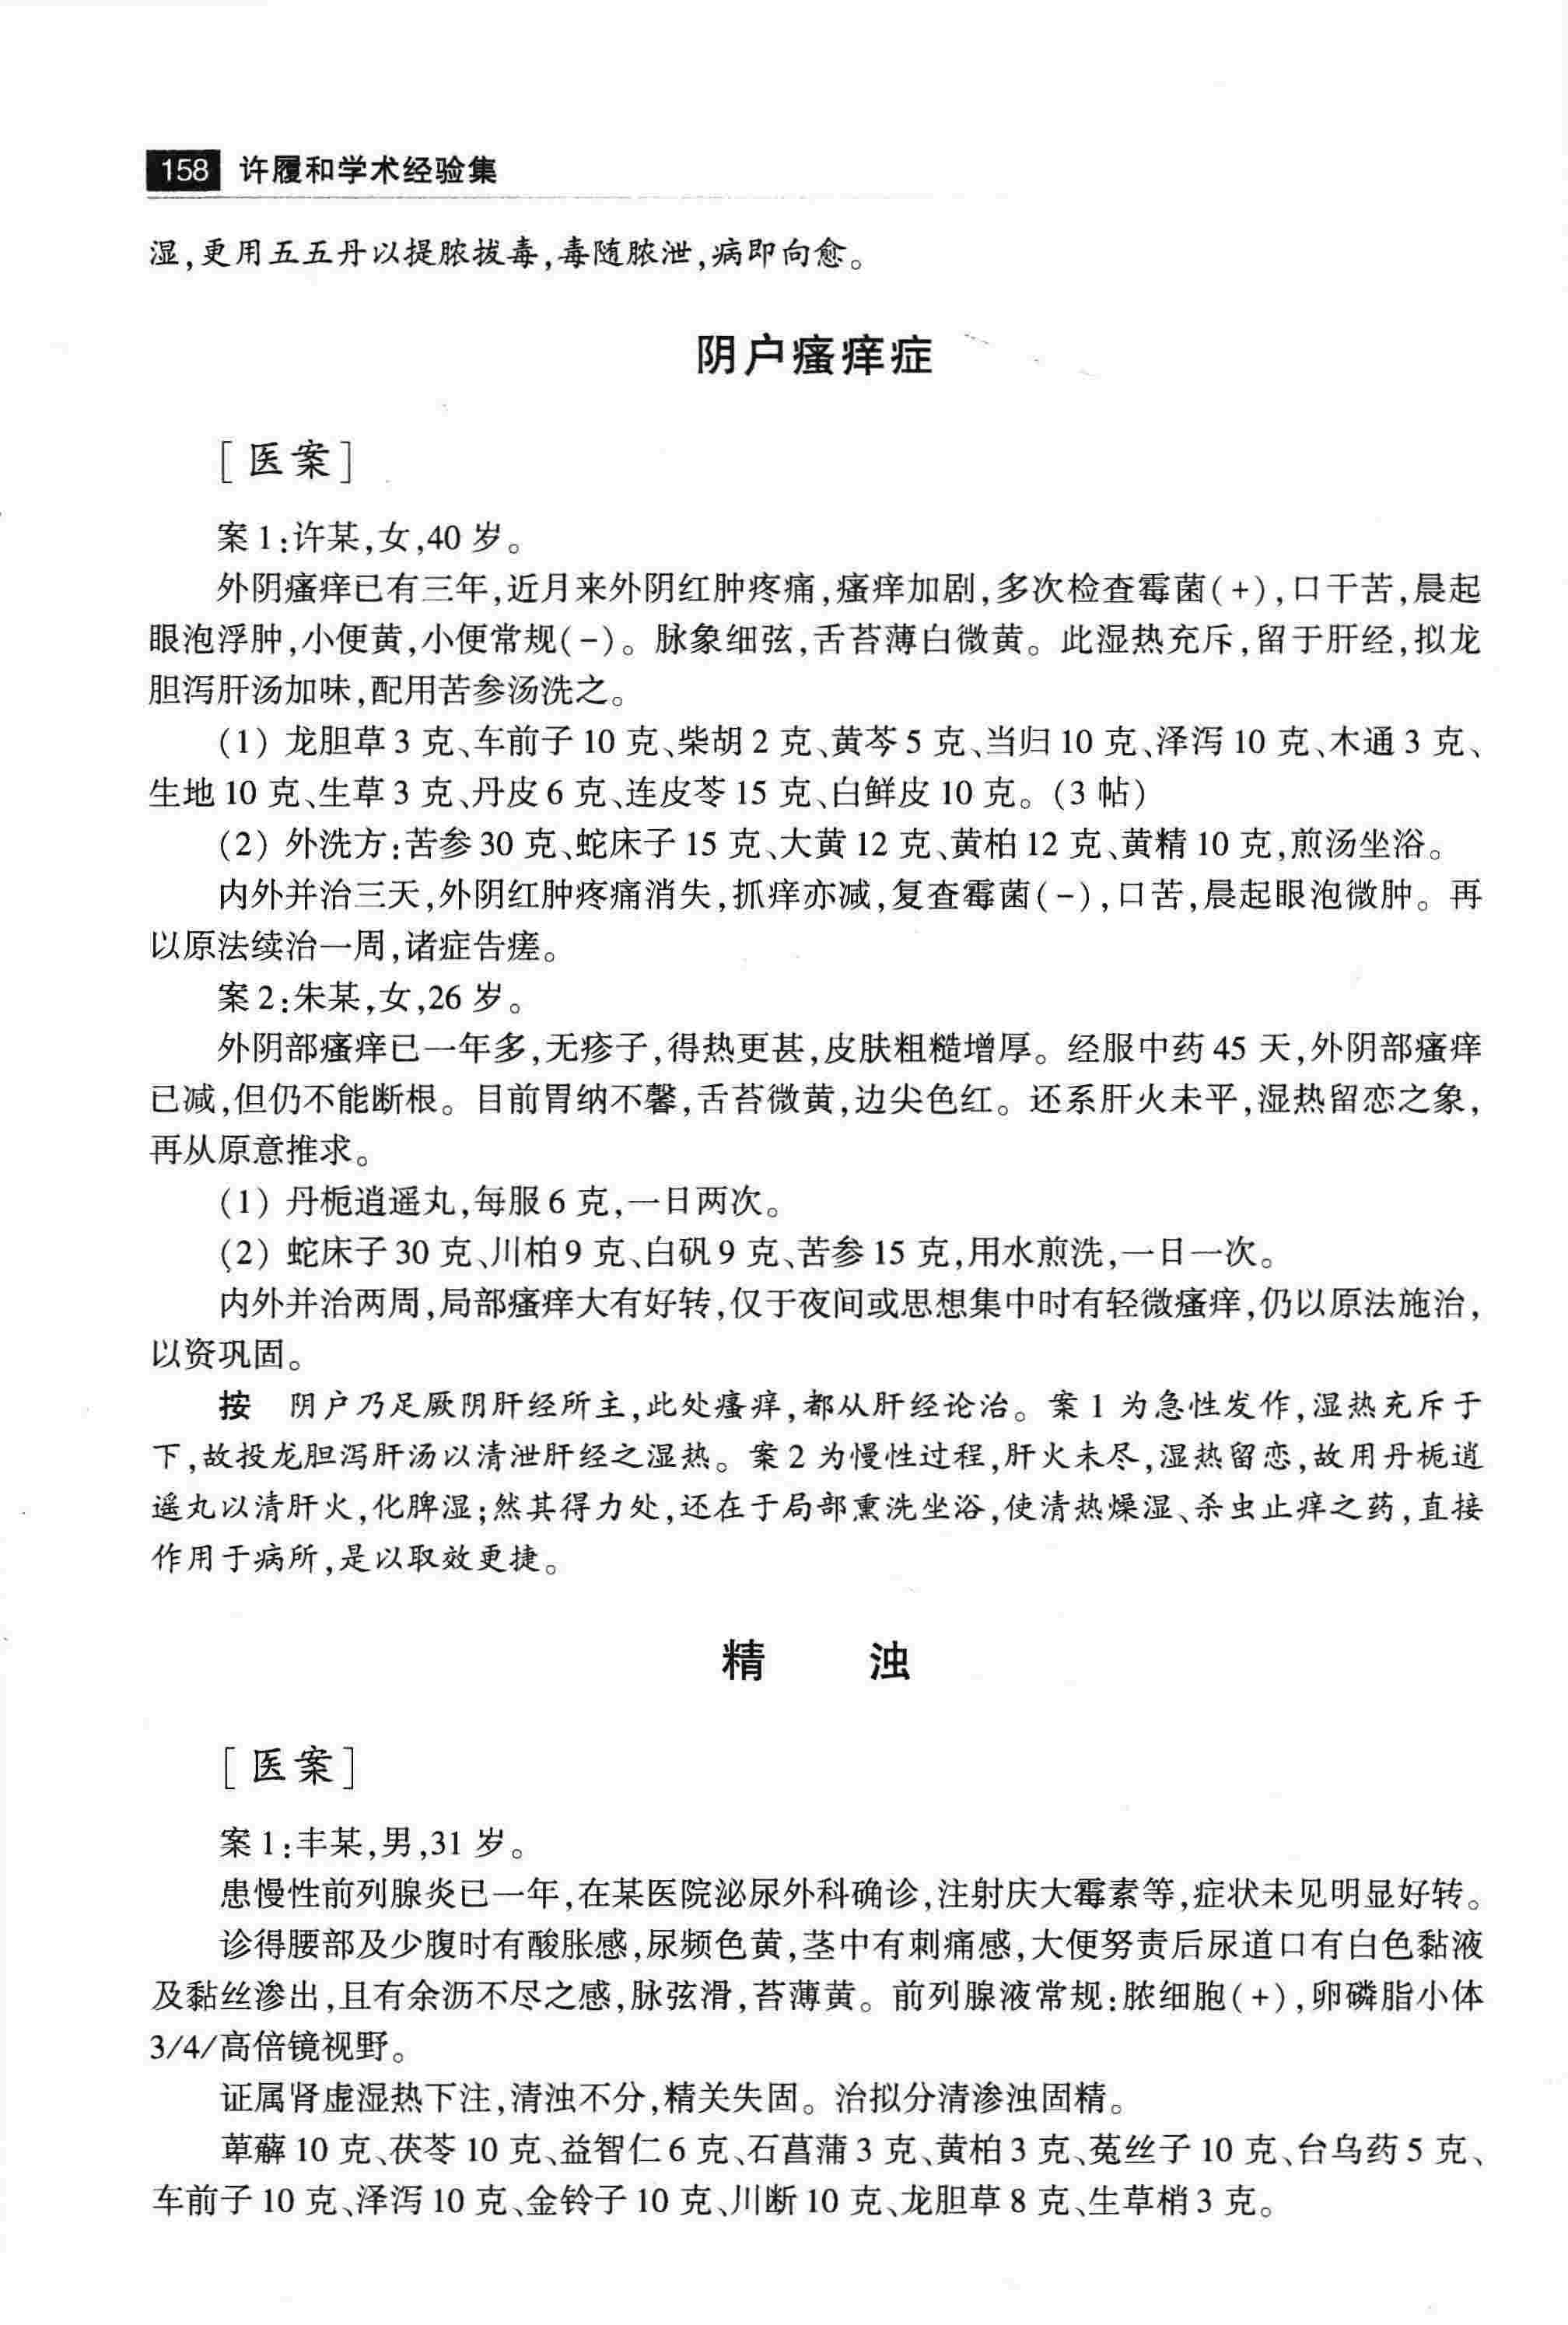 158 许履和学术经验集
湿,更用五五丹以提脓拔毒,毒随脓泄,病即向愈。
阴户瘙痒症
[医案]
案1:许某,女,40岁。
外阴瘙痒已有三年,近月来外阴红肿疼痛,瘙痒加剧,多次检查霉菌(+),口干苦,晨起
眼泡浮肿,小便黄,小便常规(-)。脉象细弦,舌苔薄白微黄。此湿热充斥,留于肝经,拟龙
胆泻肝汤加味,配用苦参汤洗之。
(1) 龙胆草3克、车前子10克、柴胡2克、黄芩5克、当归10克、泽泻10克、木通3克、
生地10克、生草3克、丹皮6克、连皮苓15克、白鲜皮10克。(3帖)
(2) 外洗方:苦参30克、蛇床子15克、大黄12克、黄柏12克、黄精10克,煎汤坐浴。
内外并治三天,外阴红肿疼痛消失,抓痒亦减,复查霉菌(-),口苦,晨起眼泡微肿。再
以原法续治一周,诸症告瘥。
案2:朱某,女,26岁。
外阴部瘙痒已一年多,无疹子,得热更甚,皮肤粗糙增厚。经服中药45天,外阴部瘙痒
已减,但仍不能断根。目前胃纳不馨,舌苔微黄,边尖色红。还系肝火未平,湿热留恋之象,
再从原意推求。
(1) 丹栀逍遥丸,每服6克,一日两次。
(2) 蛇床子30克、川柏9克、白矾9克、苦参15克,用水煎洗,一日一次。
内外并治两周,局部瘙痒大有好转,仅于夜间或思想集中时有轻微瘙痒,仍以原法施治,
以资巩固。
按 阴户乃足厥阴肝经所主,此处瘙痒,都从肝经论治。案1为急性发作,湿热充斥于
下,故投龙胆泻肝汤以清泄肝经之湿热。案2为慢性过程,肝火未尽,湿热留恋,故用丹栀逍
遥丸以清肝火,化脾湿;然其得力处,还在于局部熏洗坐浴,使清热燥湿、杀虫止痒之药,直接
作用于病所,是以取效更捷。
精 浊
[医案]
案1:丰某,男,31岁。
患慢性前列腺炎已一年,在某医院泌尿外科确诊,注射庆大霉素等,症状未见明显好转。
诊得腰部及少腹时有酸胀感,尿频色黄,茎中有刺痛感,大便努责后尿道口有白色黏液
及黏丝渗出,且有余沥不尽之感,脉弦滑,苔薄黄。前列腺液常规:脓细胞(+),卵磷脂小体
3/4/高倍镜视野。
证属肾虚湿热下注,清浊不分,精关失固。治拟分清渗浊固精。
萆薢10克、茯苓10克、益智仁6克、石菖蒲3克、黄柏3克、菟丝子10克、台乌药5克、
车前子10克、泽泻10克、金铃子10克、川断10克、龙胆草8克、生草梢3克。